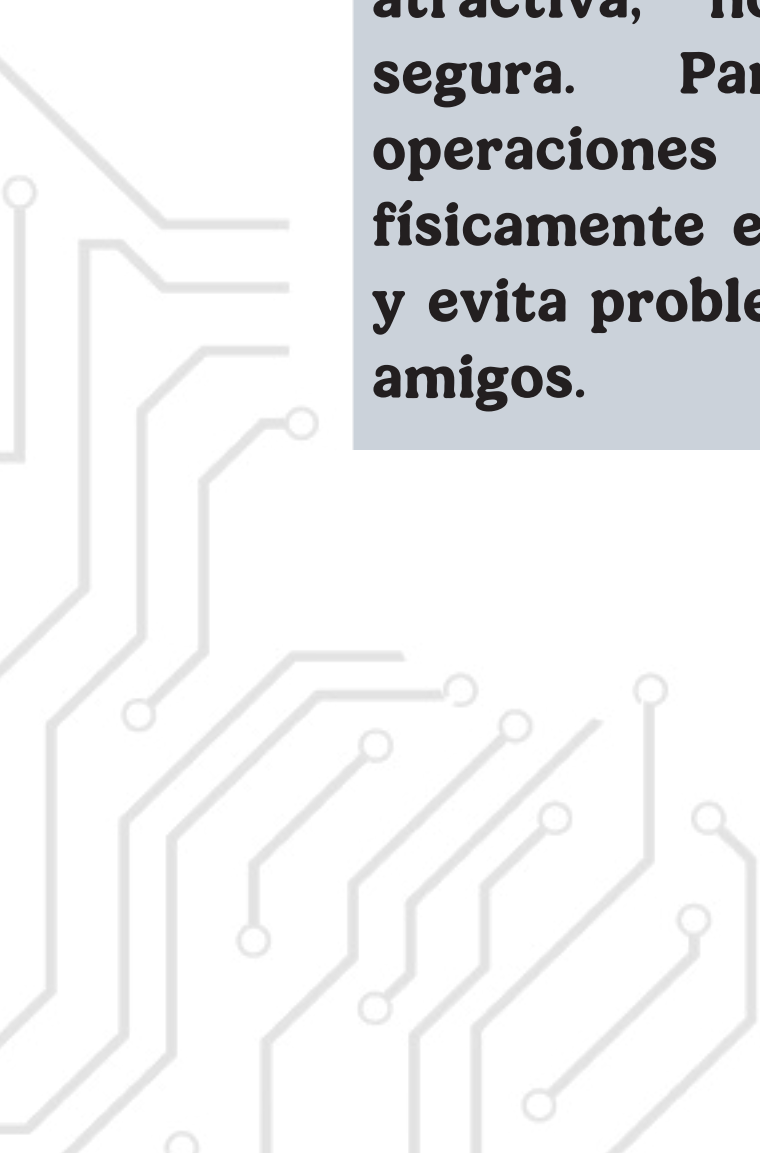 atractiva,
segura.
operaciones
físicamente
y evita
amigos.